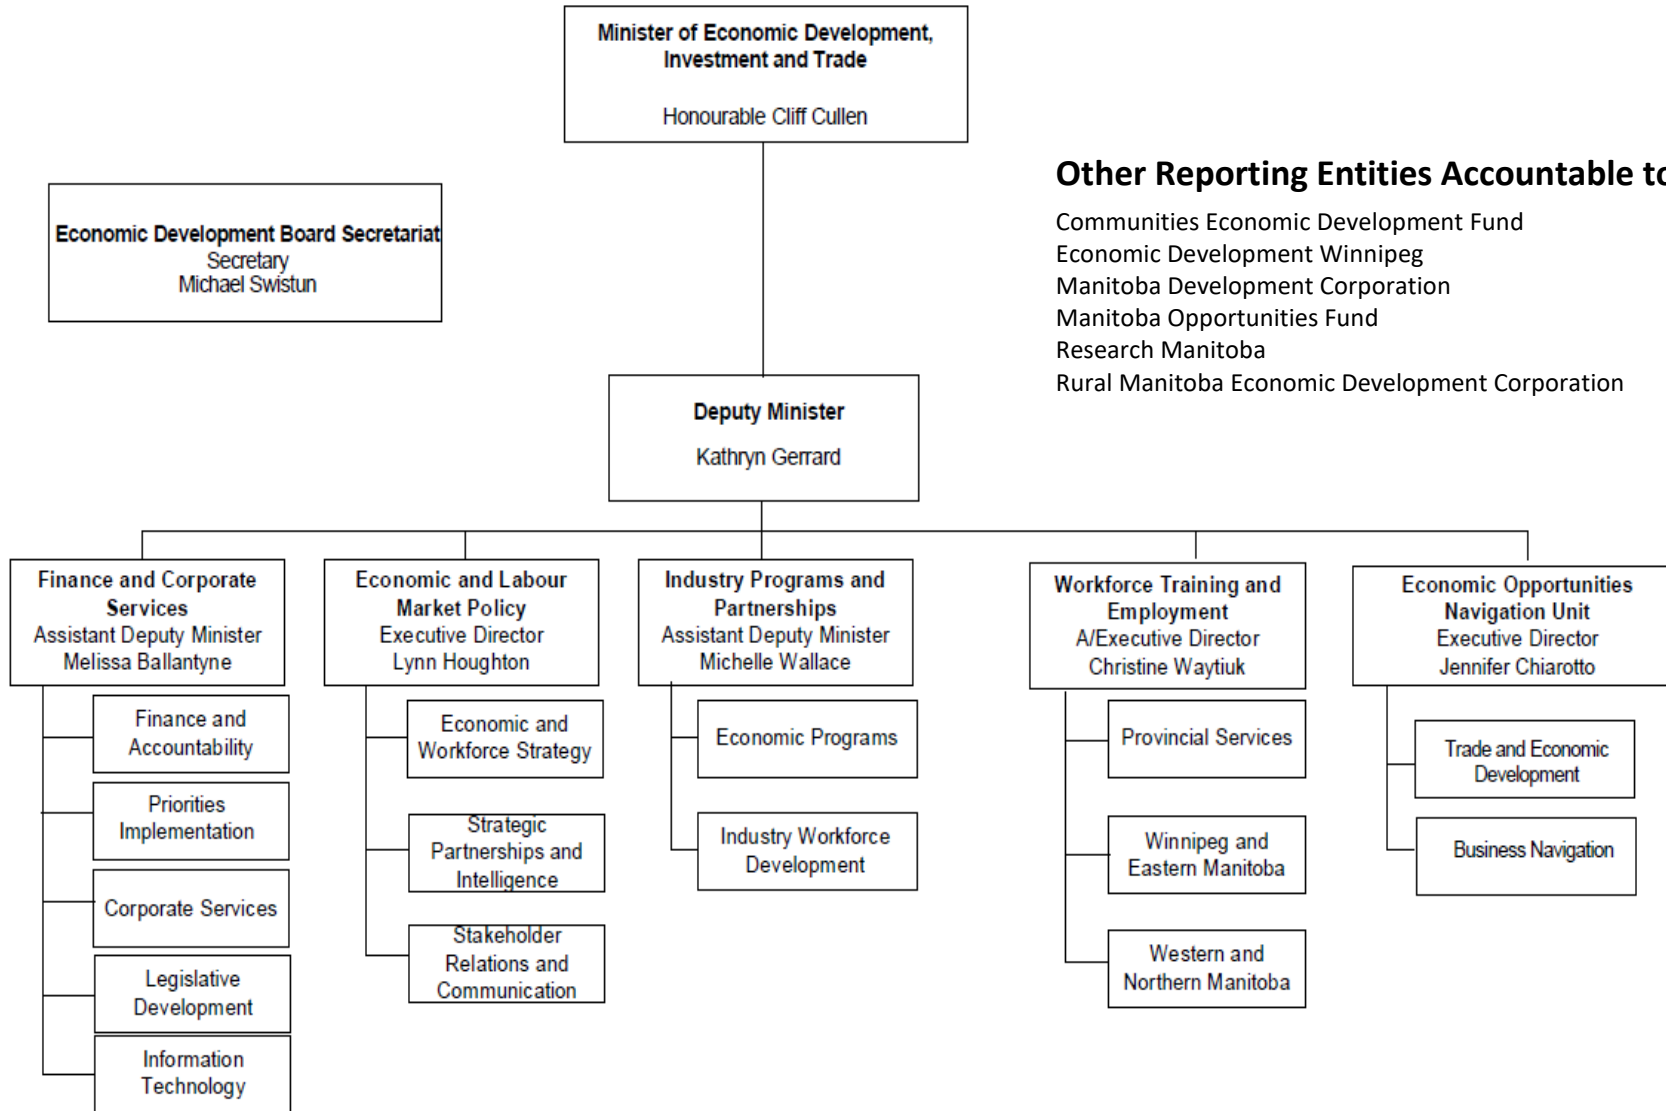 Minister of Economic Development,
Investment and Trade
Honourable Cliff Cullen
Economic Development Board Secretariat
Secretary
Michael Swistun
Other Reporting Entities Accountable to
Communities Economic Development Fund
Economic Development Winnipeg
Manitoba Development Corporation
Manitoba Opportunities Fund
Research Manitoba
Rural Manitoba Economic Development Corporation
Deputy Minister
Kathryn Gerrard
Finance and Corporate
Services
Assistant Deputy Minister
Melissa Ballantyne
Finance and
Accountability
Priorities
Implementation
Corporate Services
Legislative
Development
Information
Technology
Economic and Labour
Market Policy
Executive Director
Lynn Houghton
Economic and
Workforce Strategy
Strategic
Partnerships and
Intelligence
Stakeholder
Relations and
Communication
Industry Programs and
Partnerships
Assistant Deputy Minister
Michelle Wallace
Economic Programs
Industry Workforce
Development
Workforce Training and
Employment
A/Executive Director
Christine Waytiuk
Provincial Services
Winnipeg and
Eastern Manitoba
Western and
Northern Manitoba
Economic Opportunities
Navigation Unit
Executive Director
Jennifer Chiarotto
Trade and Economic
Development
Business Navigation